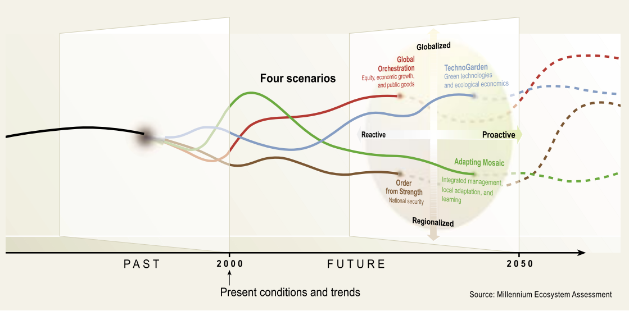 Globalized
Four scenarios
Global
Orchestration
Equity, economic growth,
and public goods
TechnoGarden
Green technologies
and ecological economics
Reactive
Proactive
Adapting Mosaic
Integrated management,
local adaptation, and
learning
Order
from Strength
National security
Regionalized
PAST
2000
FUTURE
2050
Present conditions and trends
Source: Millennium Ecosystem Assessment